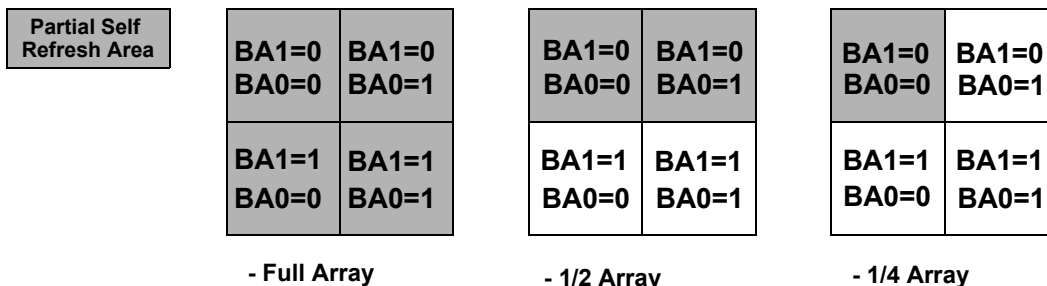 Partial Self
Refresh Area
BA1=0 BA1=0
BA0=0 BA0=1
BA1=1 BA1=1
BA0=0 BA0=1
- Full Array
BA1=0 BA1=0
BA0=0 BA0=1
BA1=1 BA1=1
BA0=0 BA0=1
- 1/2 Array
BA1=0 BA1=0
BA0=0 BA0=1
BA1=1 BA1=1
BA0=0 BA0=1
- 1/4 Array